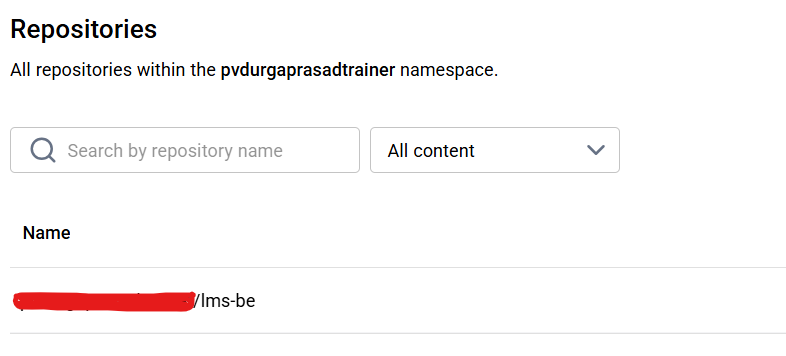 Repositories
All repositories within the pvdurgaprasadtrainer namespace.
Search by repository name
All content
Name
/lms-be